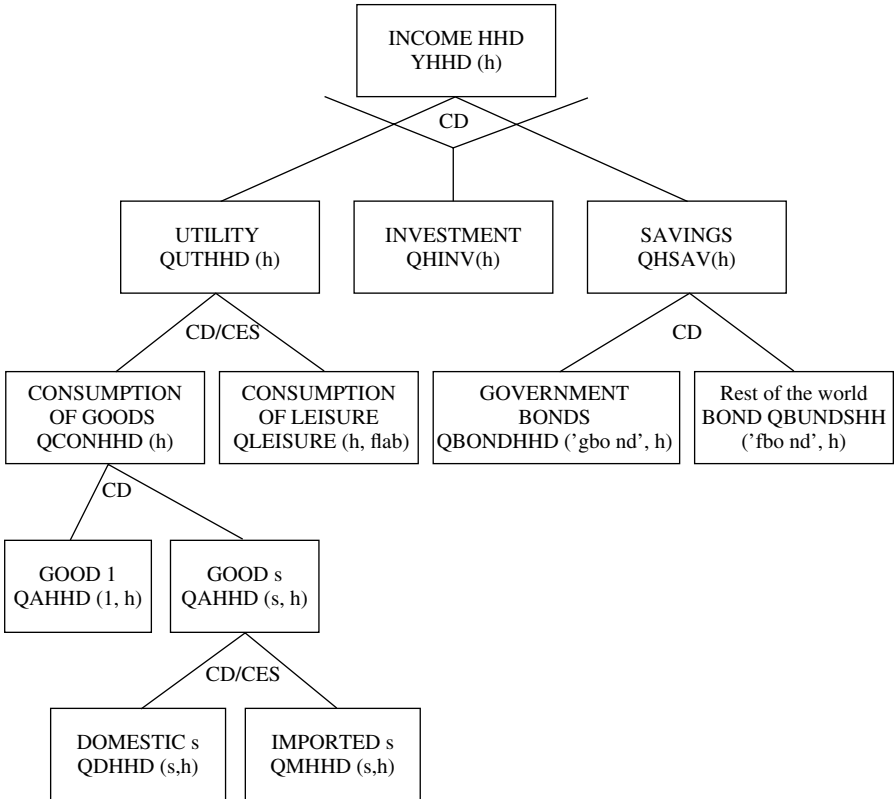 INCOME HHD
YHHD (h)
CD
UTILITY
QUTHHD (h)
INVESTMENT
QHINV(h)
SAVINGS
QHSAV(h)
CD/CES
CD
CONSUMPTION
OF GOODS
QCONHHD (h)
CONSUMPTION
OF LEISURE
QLEISURE (h, flab)
GOVERNMENT
BONDS
QBONDHHD (’gbo nd’, h)
Rest of the world
BOND QBUNDSHH
(’fbo nd’, h)
CD
GOOD 1
QAHHD (1, h)
GOOD s
QAHHD (s, h)
CD/CES
DOMESTIC s
QDHHD (s,h)
IMPORTED s
QMHHD (s,h)